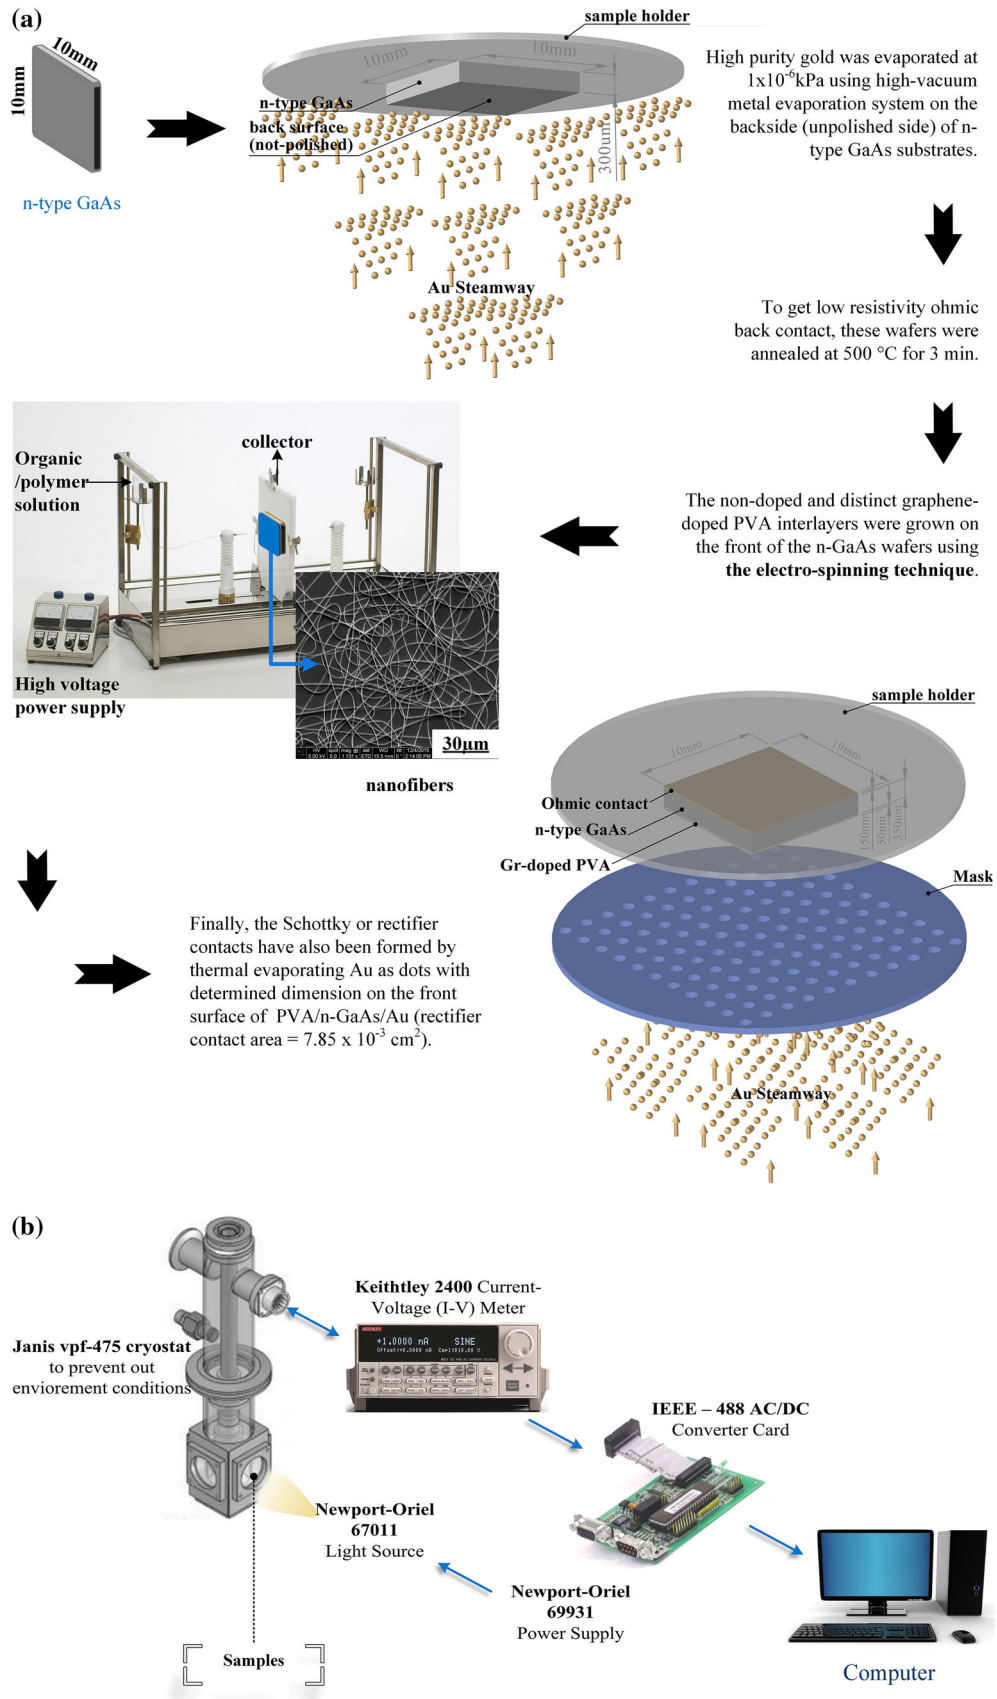 (a)
10mm
10mm
n-type GaAs
sample holder
10mm
10mm
n-type GaAs
back surface
(not-polished)
300um
Au Steamway
High purity gold was evaporated at
1x10⁻⁶kPa using high-vacuum
metal evaporation system on the
backside (unpolished side) of n-
type GaAs substrates.
To get low resistivity ohmic
back contact, these wafers were
annealed at 500 °C for 3 min.
The non-doped and distinct graphene-
doped PVA interlayers were grown on
the front of the n-GaAs wafers using
the electro-spinning technique.
Organic
/polymer
solution
collector
High voltage
power supply
30µm
nanofibers
sample holder
10mm
10mm
Ohmic contact
n-type GaAs
Gr-doped PVA
150nm
50nm
350um
Mask
Au Steamway
Finally, the Schottky or rectifier
contacts have also been formed by
thermal evaporating Au as dots with
determined dimension on the front
surface of PVA/n-GaAs/Au (rectifier
contact area = 7.85 x 10⁻³ cm²).
(b)
Janis vpf-475 cryostat
to prevent out
enviorement conditions
Keithtley 2400 Current-
Voltage (I-V) Meter
KEITHLEY
+1.0000 nA SINE
IEEE – 488 AC/DC
Converter Card
Newport-Oriel
67011
Light Source
Newport-Oriel
69931
Power Supply
Samples
Computer